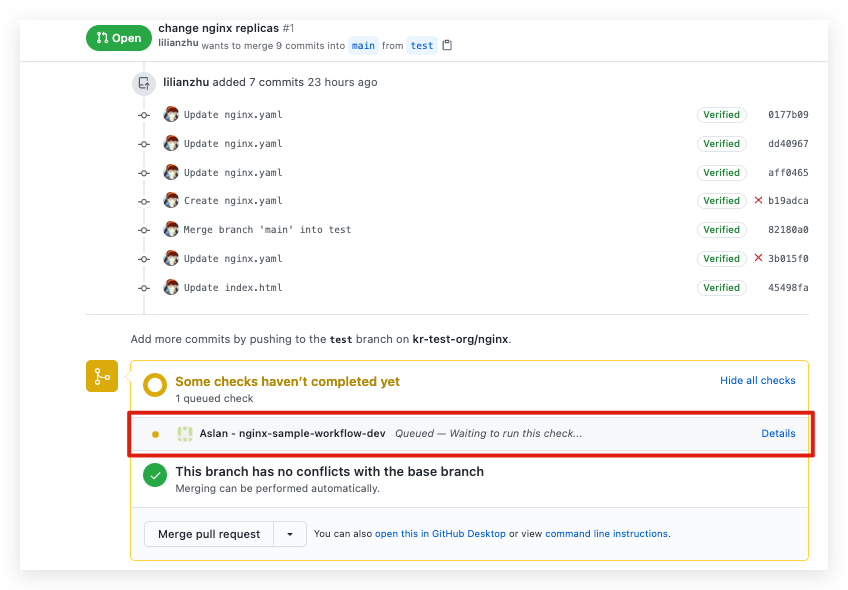 Open
change nginx replicas #1
lilianzhu wants to merge 9 commits into main from test
lilianzhu added 7 commits 23 hours ago
Update nginx.yaml Verified 0177b09
Update nginx.yaml Verified dd40967
Update nginx.yaml Verified aff0465
Create nginx.yaml Verified b19adca
Merge branch 'main' into test Verified 82180a0
Update nginx.yaml Verified 3b015f0
Update index.html Verified 45498fa
Add more commits by pushing to the test branch on kr-test-org/nginx.
Some checks haven't completed yet Hide all checks
1 queued check
Aslan - nginx-sample-workflow-dev Queued — Waiting to run this check... Details
This branch has no conflicts with the base branch
Merging can be performed automatically.
Merge pull request You can also open this in GitHub Desktop or view command line instructions.